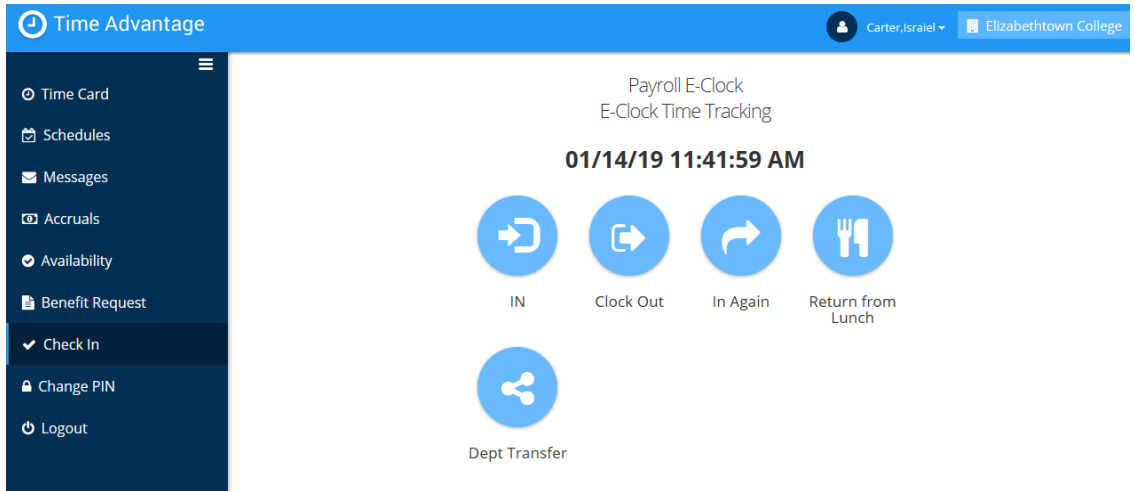 Time Advantage
Carter,Israiel
Elizabethtown College
Time Card
Schedules
Messages
Accruals
Availability
Benefit Request
Check In
Change PIN
Logout
Payroll E-Clock
E-Clock Time Tracking
01/14/19 11:41:59 AM
IN
Clock Out
In Again
Return from
Lunch
Dept Transfer